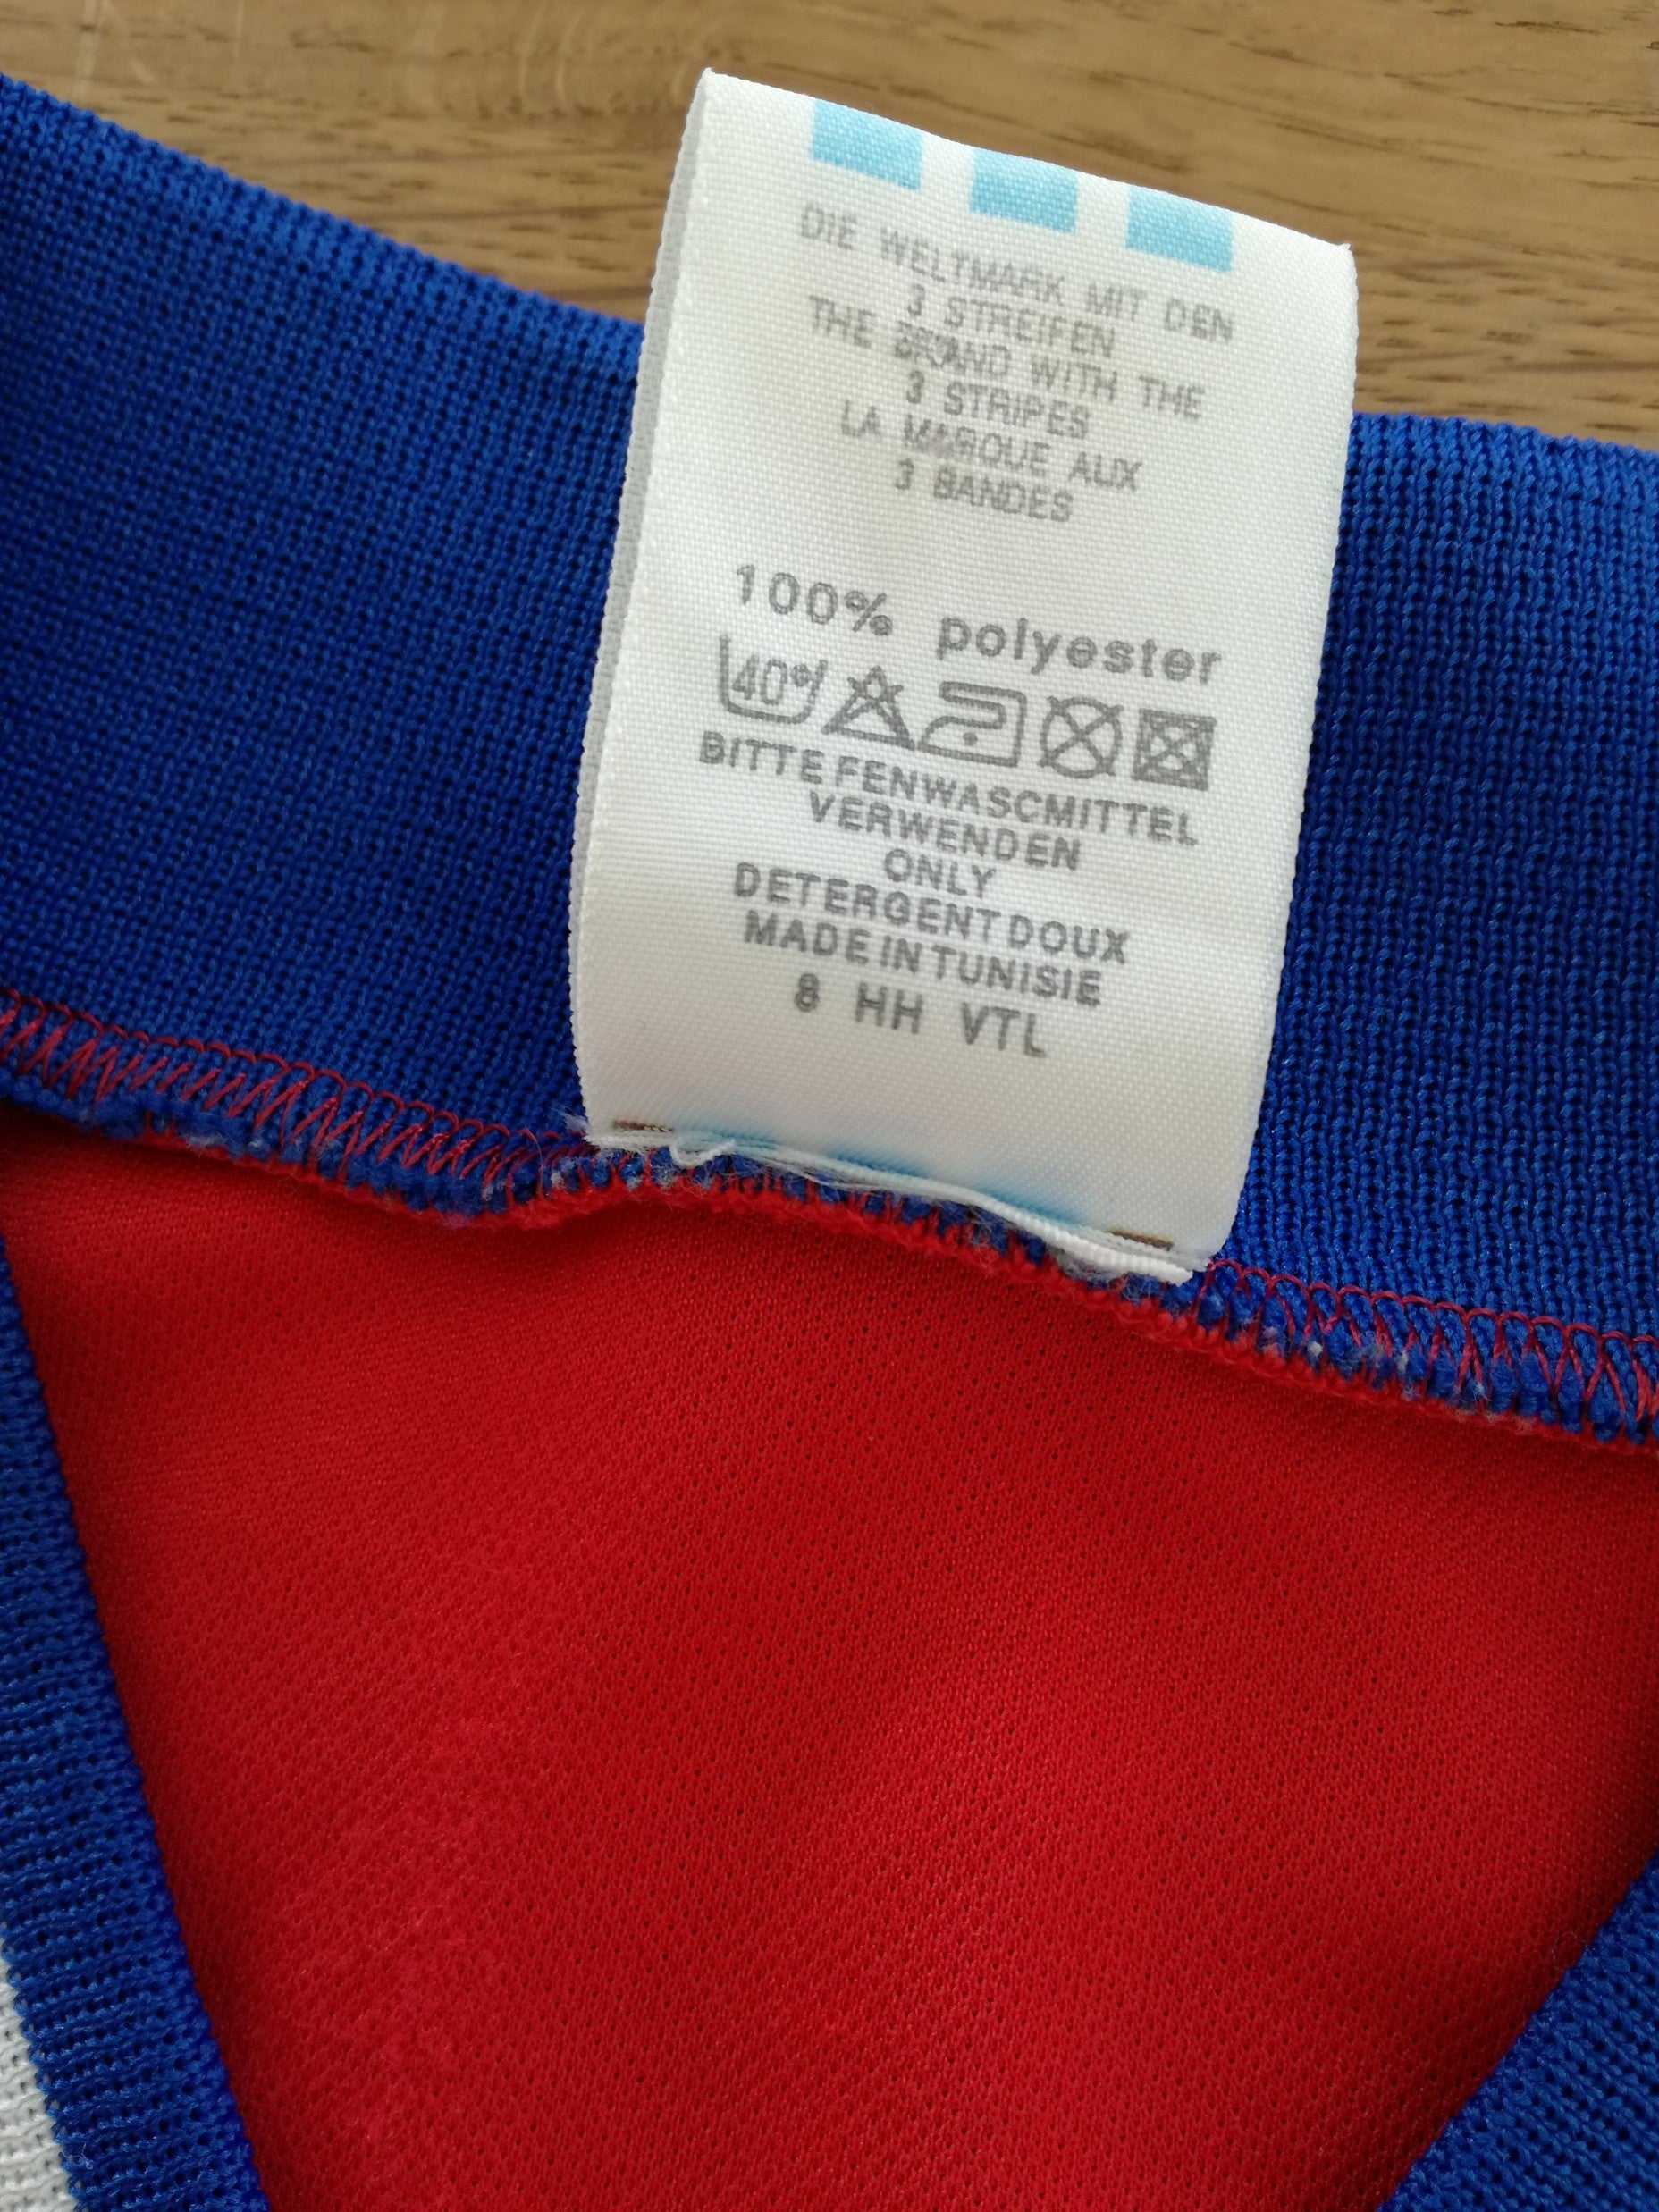 DIE WELTMARK MIT DEN
3 STREIFEN
THE BRAND WITH THE
3 STRIPES
LA MARQUE AUX
3 BANDES
100% polyester
40°
BITTE FENWASCMITTEL
VERWENDEN
ONLY
DETERGENT DOUX
MADE IN TUNISIE
8 HH VTL